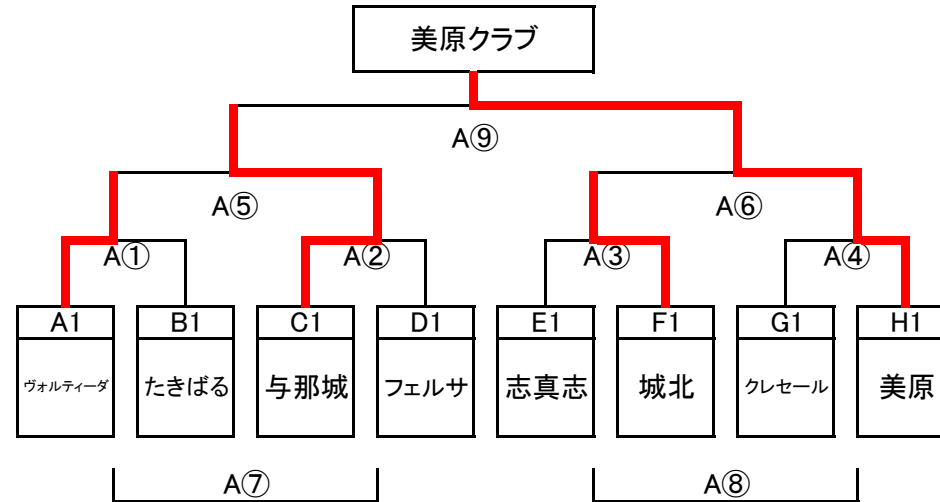 美原クラブ
A⑨
A⑤ A⑥
A① A② A③ A④
A1 B1 C1 D1 E1 F1 G1 H1
ヴォルティーダ たきばる 与那城 フェルサ 志真志 城北 クレセール 美原
A⑦ A⑧